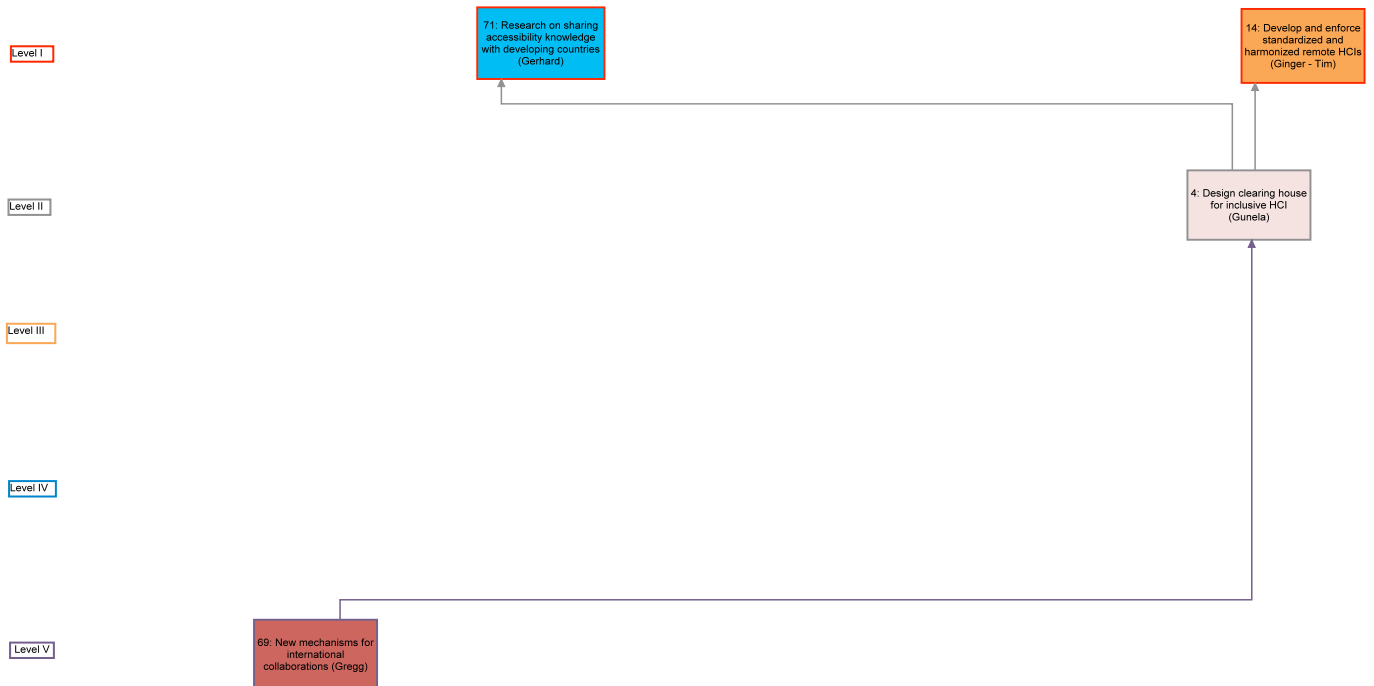 Level I
71: Research on sharing
accessibility knowledge
with developing countries
(Gerhard)
14: Develop and enforce
standardized and
harmonized remote HCIs
(Ginger - Tim)
Level II
4: Design clearing house
for inclusive HCI
(Gunela)
Level III
Level IV
Level V
69: New mechanisms for
international
collaborations (Gregg)